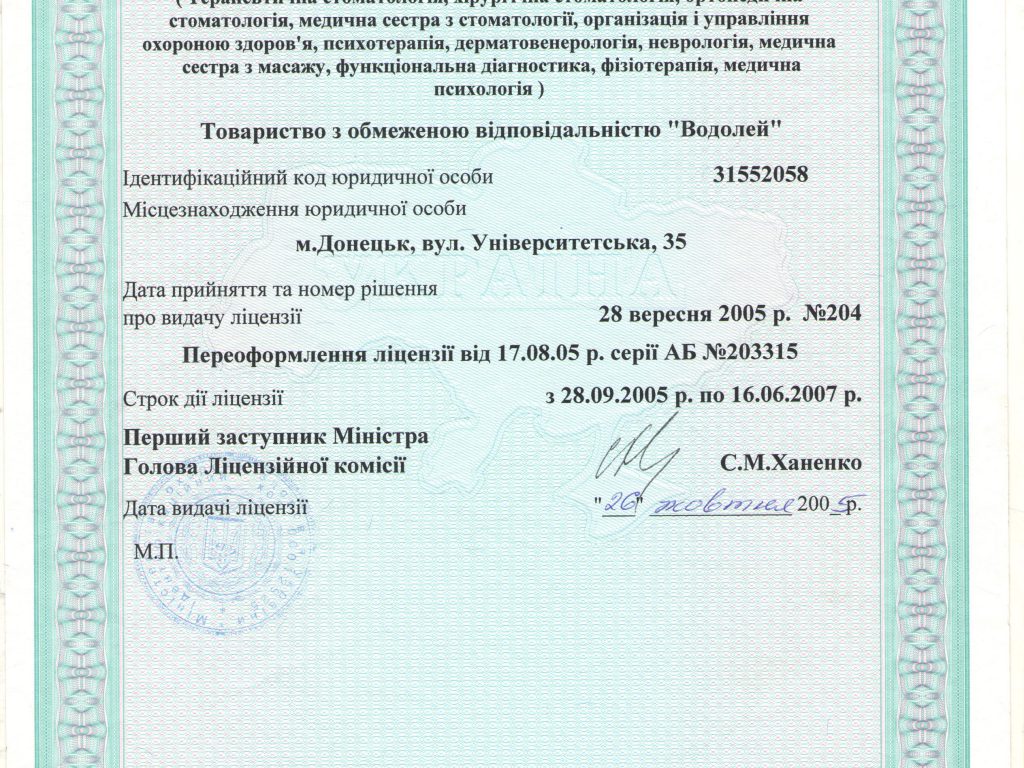 ( Терапевтична стоматологія, хірургічна стоматологія, ортопедична
стоматологія, медична сестра з стоматології, організація і управління
охороною здоров'я, психотерапія, дерматовенерологія, неврологія, медична
сестра з масажу, функціональна діагностика, фізіотерапія, медична
психологія )
Товариство з обмеженою відповідальністю "Водолей"
Ідентифікаційний код юридичної особи 31552058
Місцезнаходження юридичної особи
м.Донецьк, вул. Університетська, 35
УКРАЇНА
Дата прийняття та номер рішення
про видачу ліцензії 28 вересня 2005 р. №204
Переоформлення ліцензії від 17.08.05 р. серії АБ №203315
Строк дії ліцензії з 28.09.2005 р. по 16.06.2007 р.
Перший заступник Міністра
Голова Ліцензійної комісії С.М.Ханенко
Дата видачі ліцензії "26" жовтня 2005 р.
М.П.